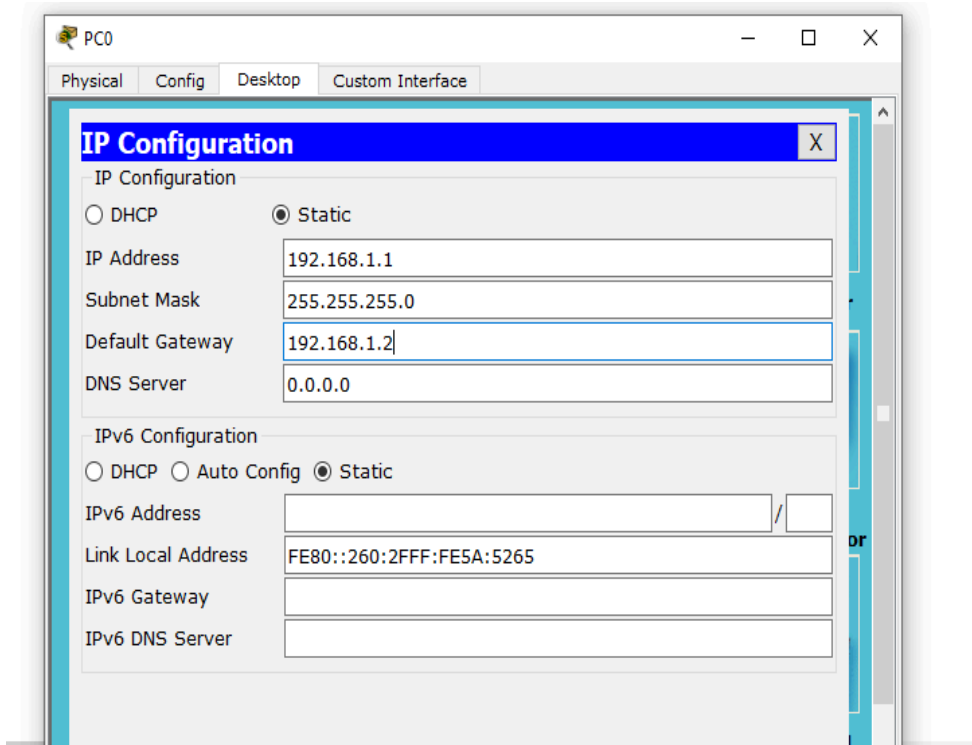 PC0
Physical Config Desktop Custom Interface
IP Configuration X
IP Configuration
DHCP Static
IP Address 192.168.1.1
Subnet Mask 255.255.255.0
Default Gateway 192.168.1.2
DNS Server 0.0.0.0
IPv6 Configuration
DHCP Auto Config Static
IPv6 Address /
Link Local Address FE80::260:2FFF:FE5A:5265
or
IPv6 Gateway
IPv6 DNS Server